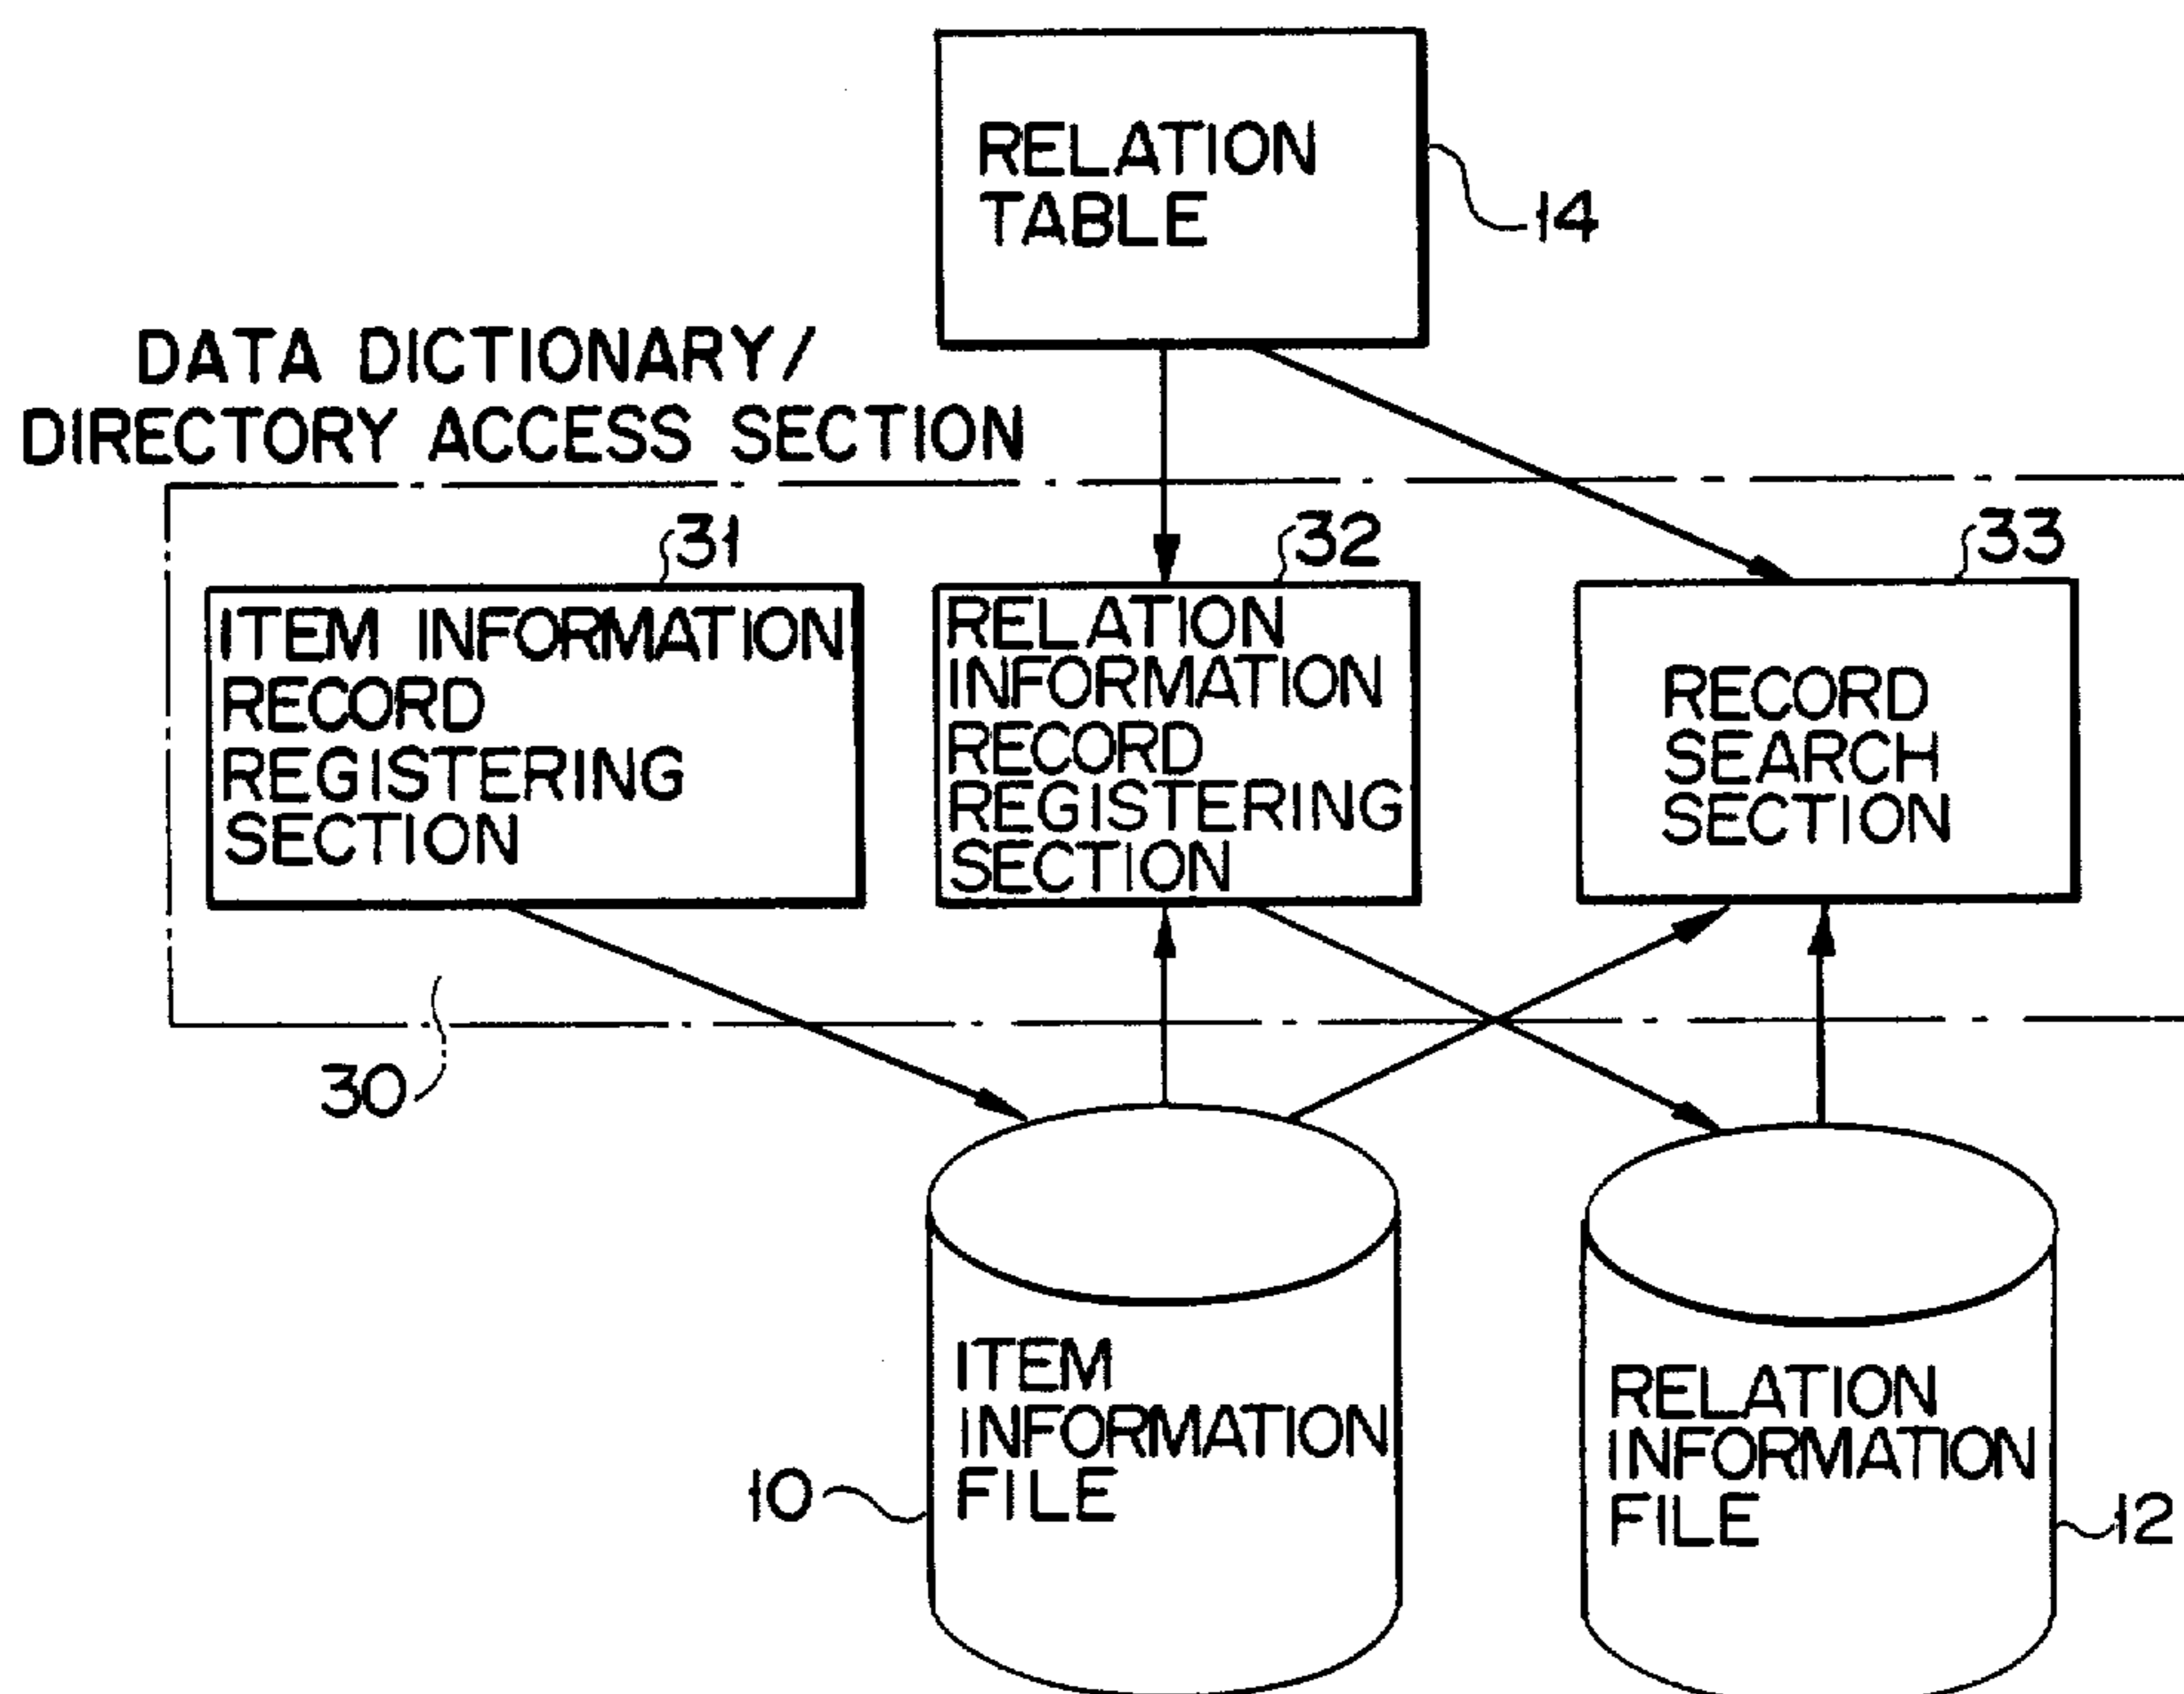 RELATION
TABLE
14
DATA DICTIONARY/
DIRECTORY ACCESS SECTION
31
32
33
ITEM INFORMATION
RECORD
REGISTERING
SECTION
RELATION
INFORMATION
RECORD
REGISTERING
SECTION
RECORD
SEARCH
SECTION
30
ITEM
INFORMATION
FILE
10
RELATION
INFORMATION
FILE
12